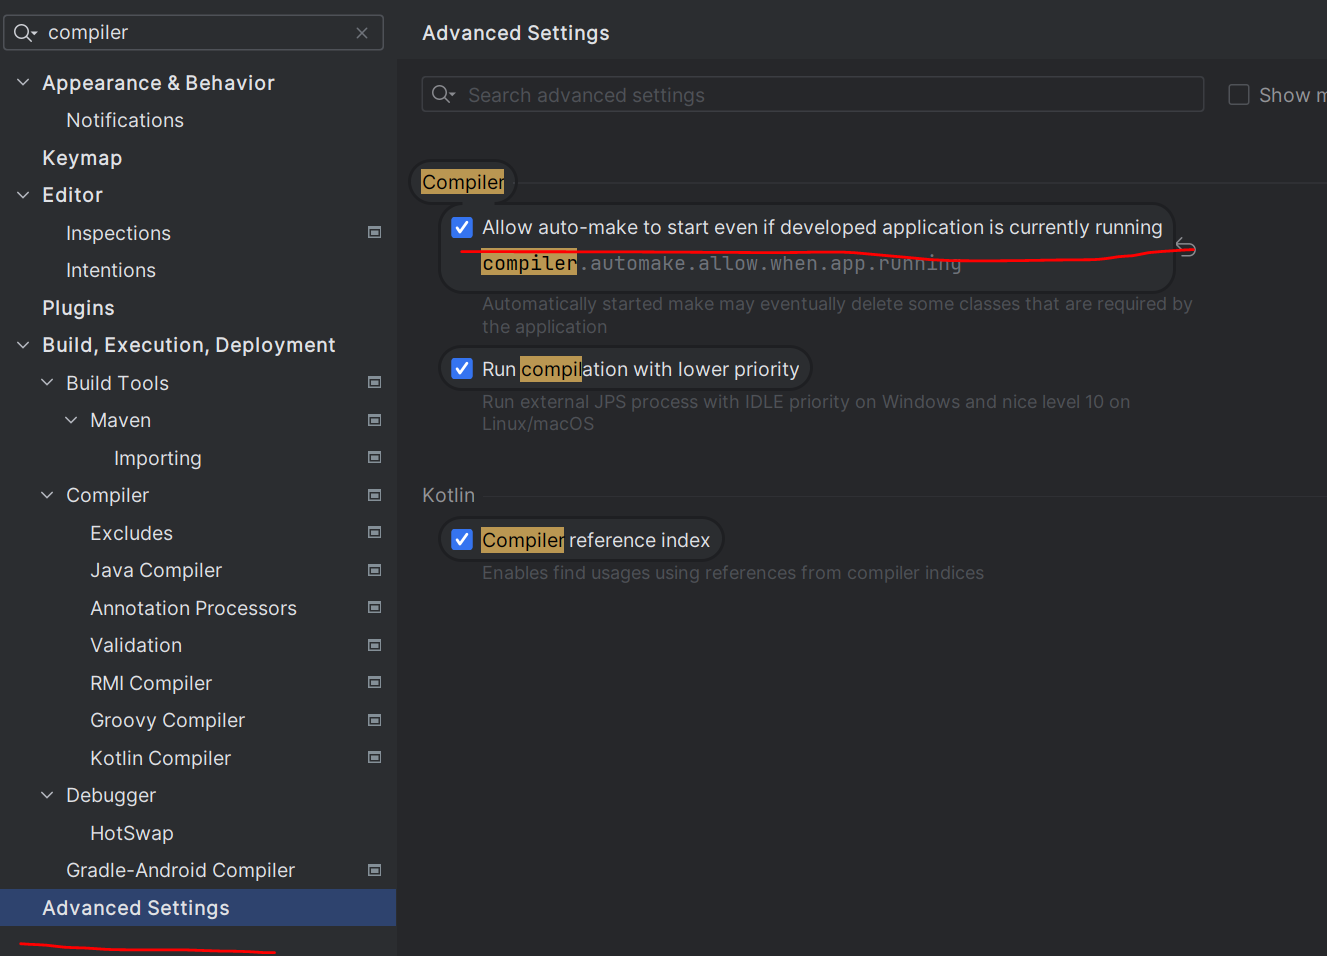 compiler
Appearance & Behavior
Notifications
Keymap
Editor
Inspections
Intentions
Plugins
Build, Execution, Deployment
Build Tools
Maven
Importing
Compiler
Excludes
Java Compiler
Annotation Processors
Validation
RMI Compiler
Groovy Compiler
Kotlin Compiler
Debugger
HotSwap
Gradle-Android Compiler
Advanced Settings
Advanced Settings
Search advanced settings
Show m
Compiler
Allow auto-make to start even if developed application is currently running
compiler.automake.allow.when.app.running
Automatically started make may eventually delete some classes that are required by
the application
Run compilation with lower priority
Run external JPS process with IDLE priority on Windows and nice level 10 on
Linux/macOS
Kotlin
Compiler reference index
Enables find usages using references from compiler indices